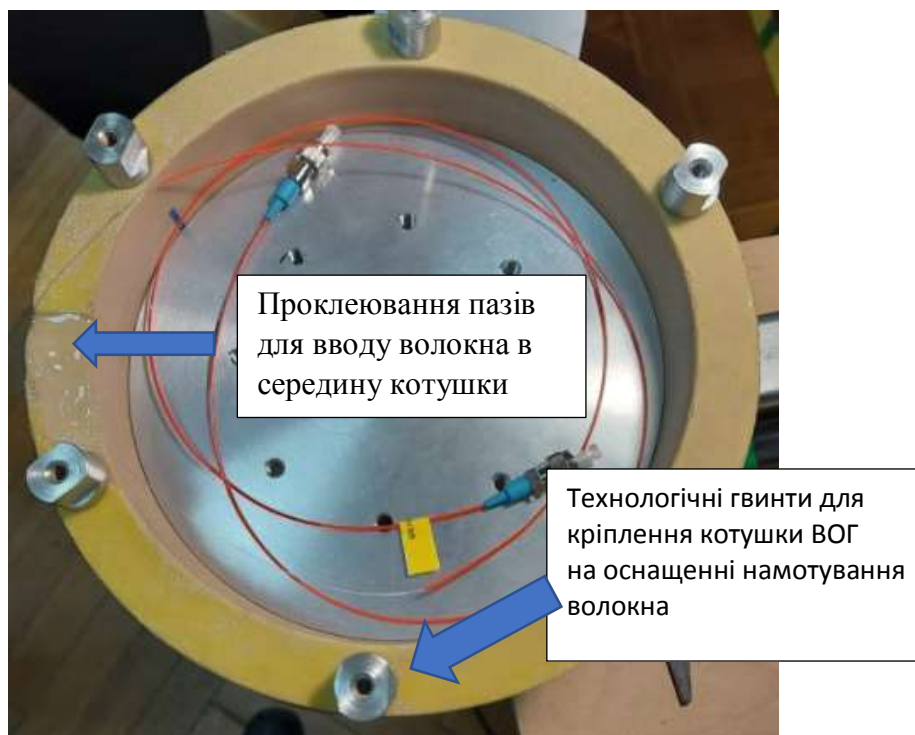 Проклеювання пазів
для вводу волокна в
середину котушки
Технологічні гвинти для
кріплення котушки ВОГ
на оснащенні намотування
волокна